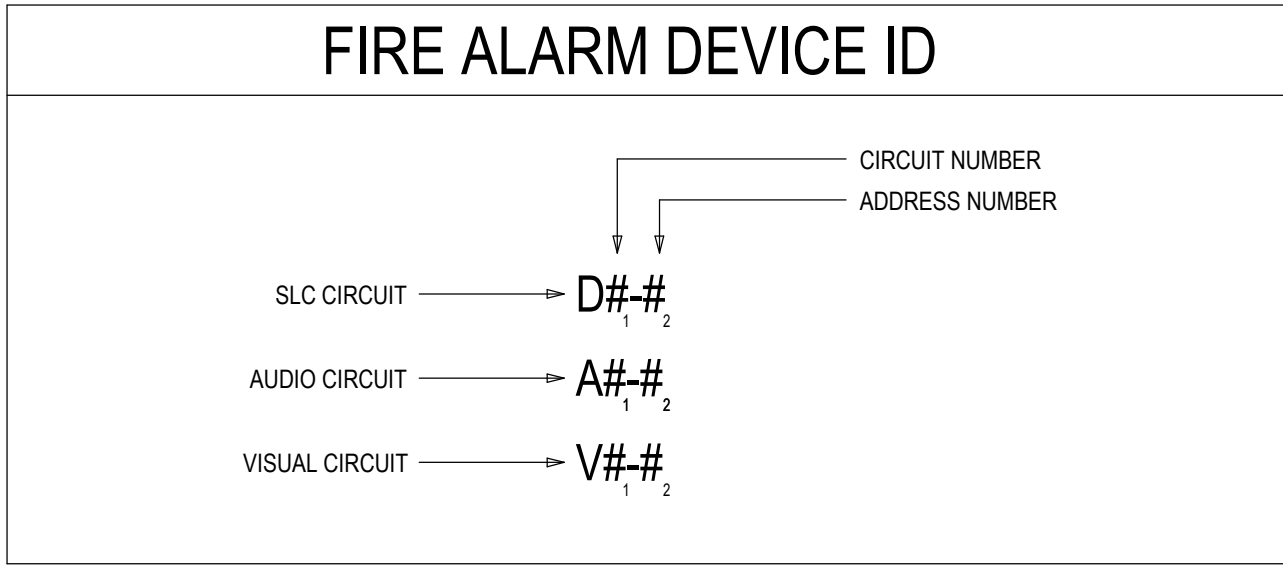 FIRE ALARM DEVICE ID
CIRCUIT NUMBER
ADDRESS NUMBER
SLC CIRCUIT D#1-#2
AUDIO CIRCUIT A#1-#2
VISUAL CIRCUIT V#1-#2